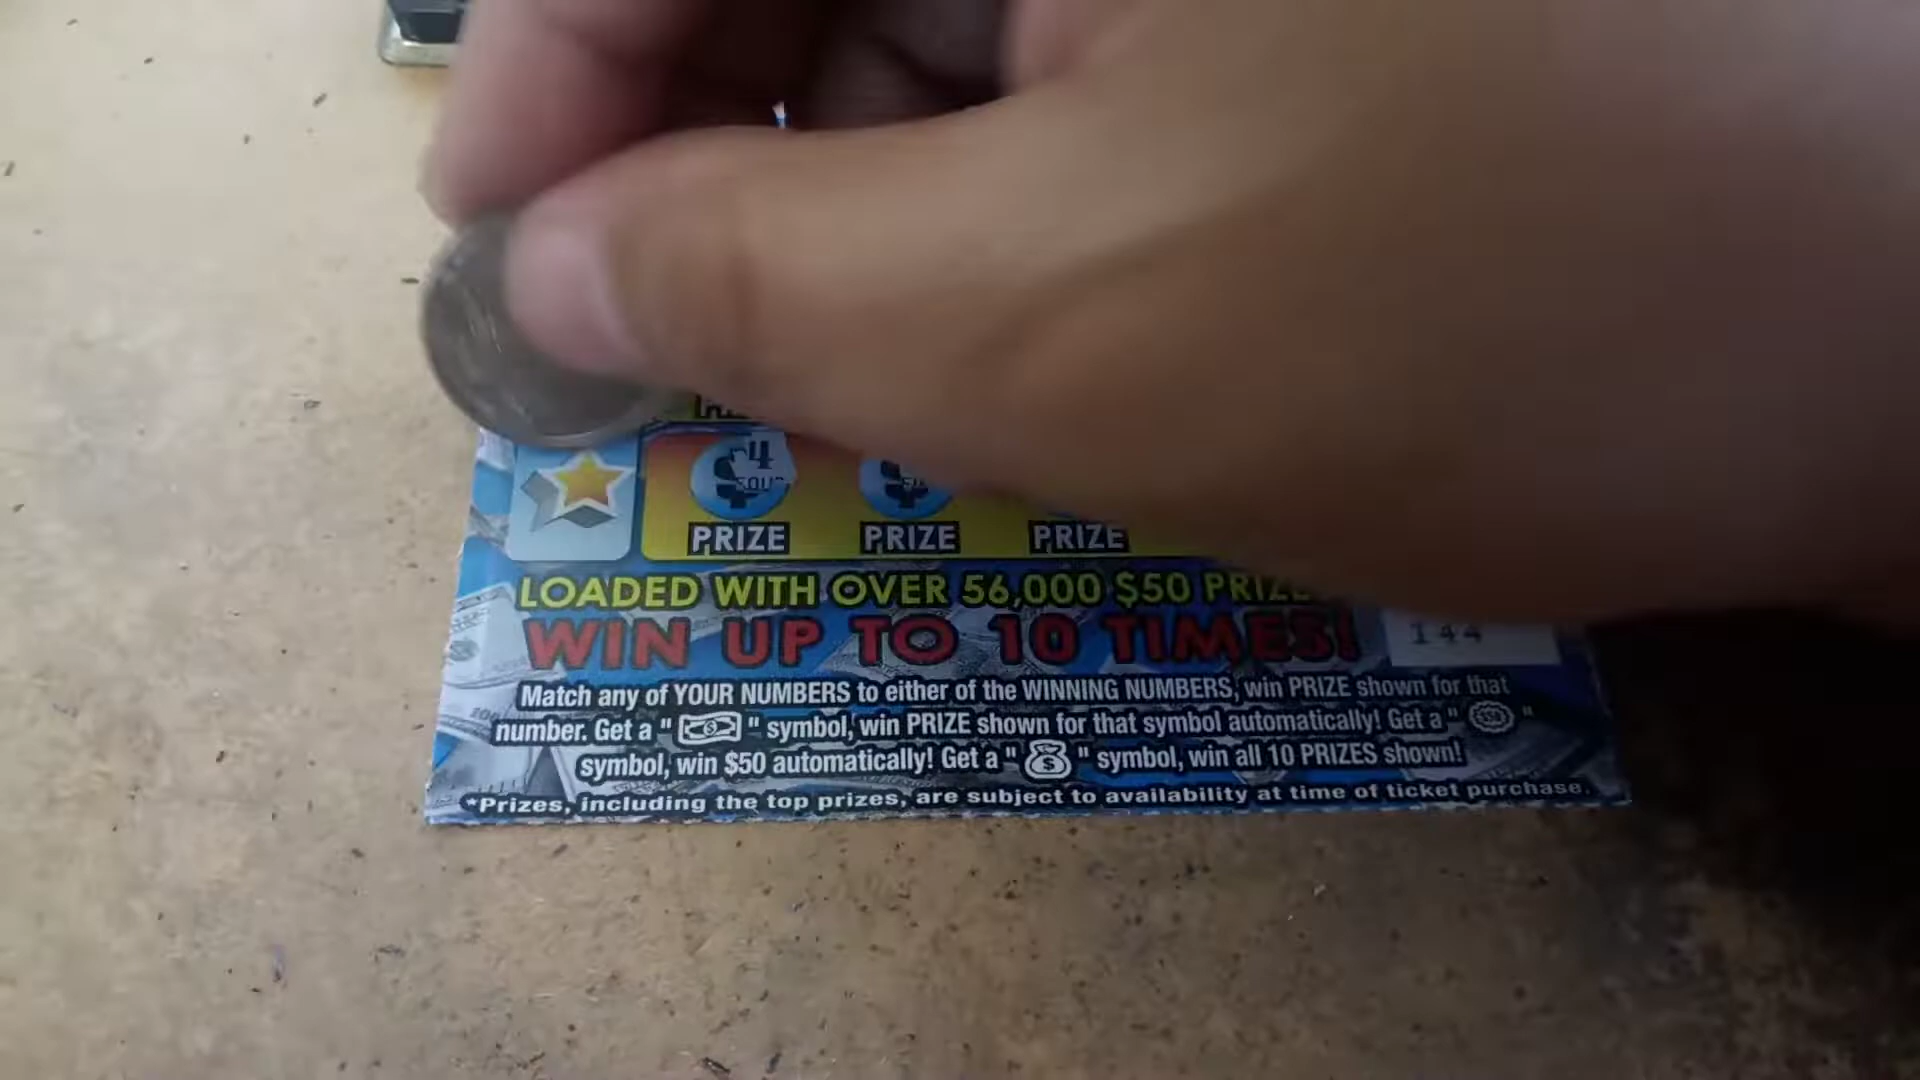 4
PRIZE PRIZE PRIZE
LOADED WITH OVER 56,000 $50
WIN UP TO 10 TIMES!
144
Match any of YOUR NUMBERS to either of the WINNING NUMBERS, win PRIZE shown for that
number. Get a " " symbol, win PRIZE shown for that symbol automatically! Get a " "
symbol, win $50 automatically! Get a " " symbol, win all 10 PRIZES shown!
*Prizes, including the top prizes, are subject to availability at time of ticket purchase.